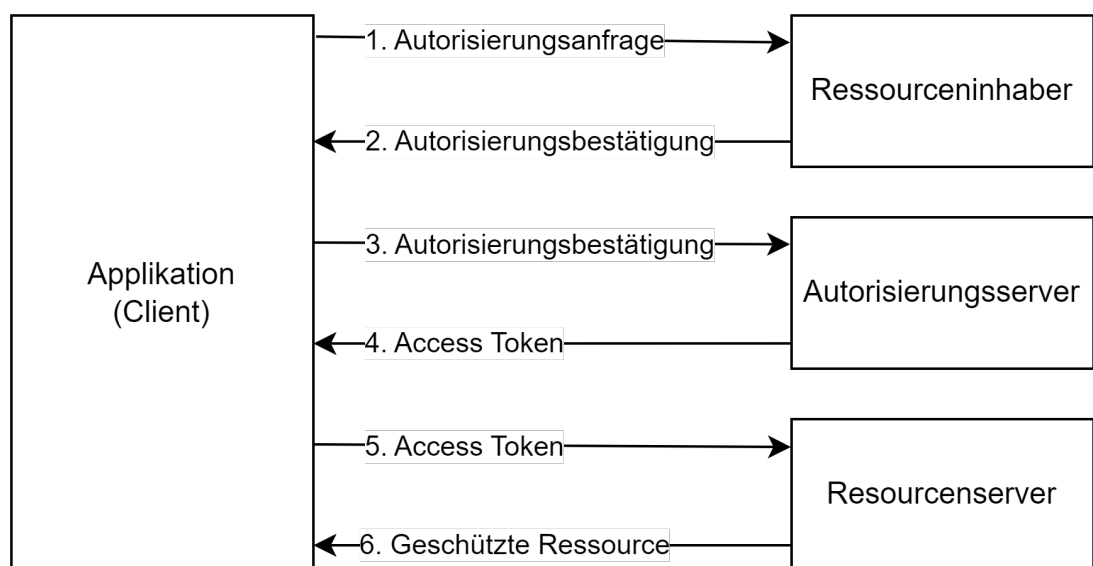 1. Autorisierungsanfrage
Ressourceninhaber
2. Autorisierungsbestätigung
3. Autorisierungsbestätigung
Applikation
(Client)
Autorisierungsserver
4. Access Token
5. Access Token
Resourcenserver
6. Geschützte Ressource